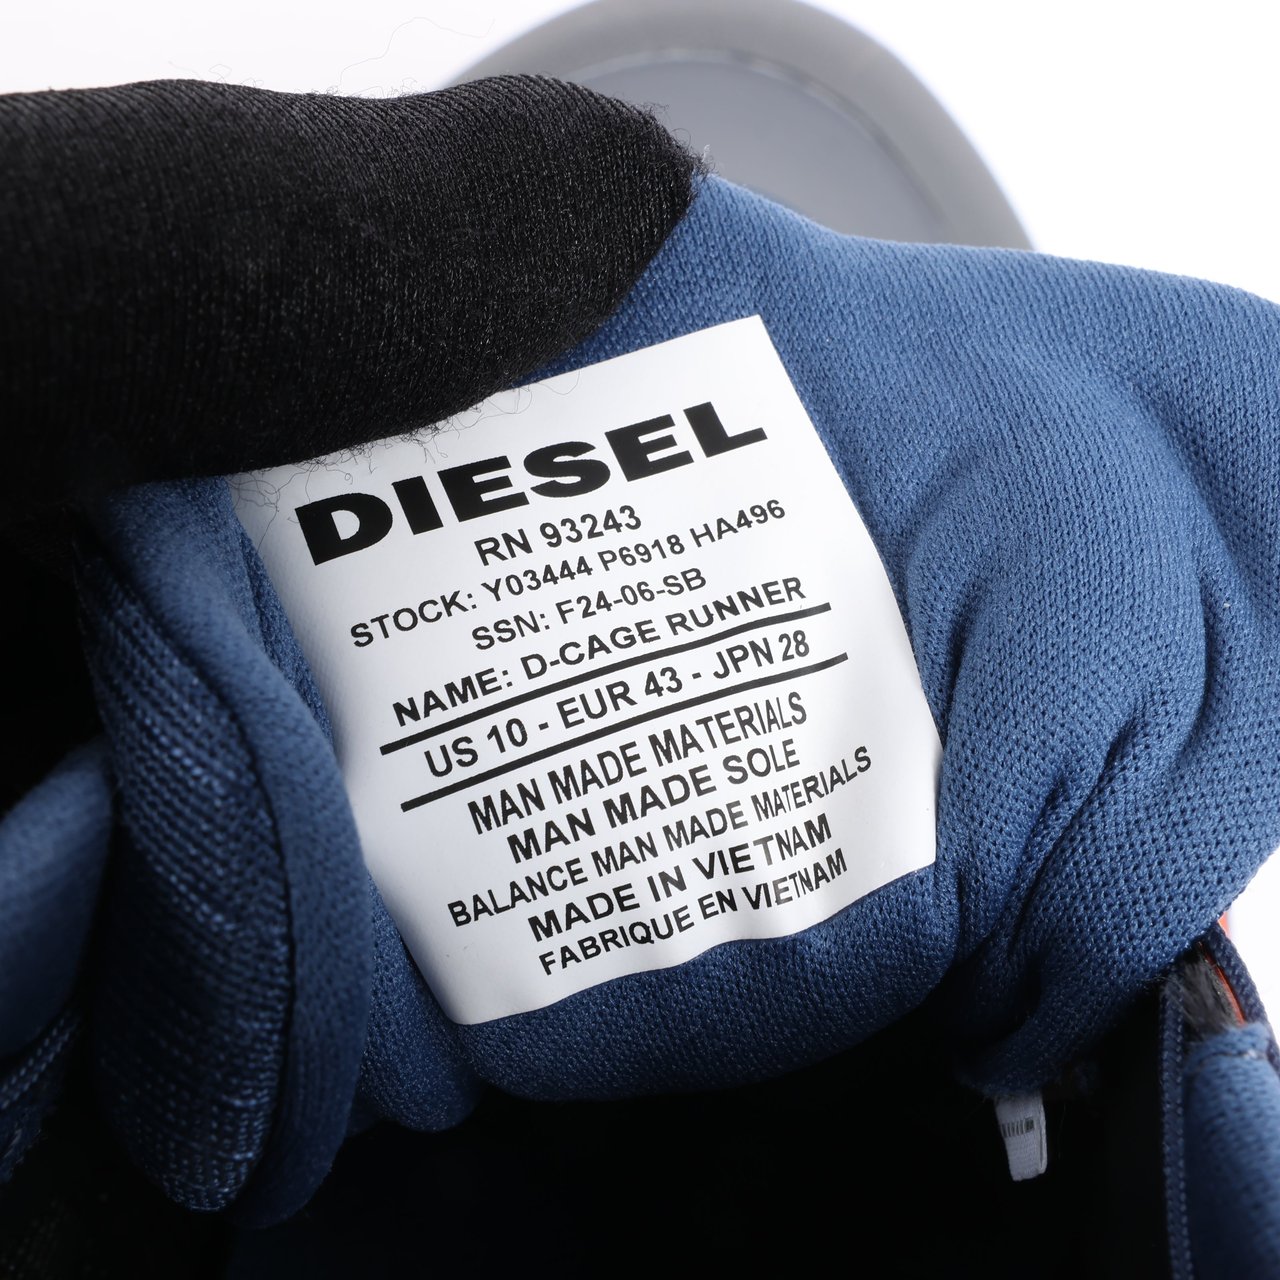 DIESEL
RN 93243
STOCK: Y03444 P6918 HA496
SSN: F24-06-SB
NAME: D-CAGE RUNNER
US 10 - EUR 43 - JPN 28
MAN MADE MATERIALS
MAN MADE SOLE
BALANCE MAN MADE MATERIALS
MADE IN VIETNAM
FABRIQUE EN VIETNAM